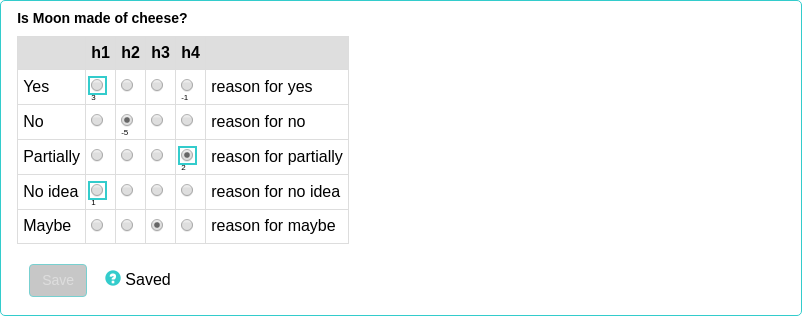 Is Moon made of cheese?
h1 h2 h3 h4
Yes reason for yes
3 -1
No reason for no
-5
Partially reason for partially
2
No idea reason for no idea
1
Maybe reason for maybe
Save ? Saved